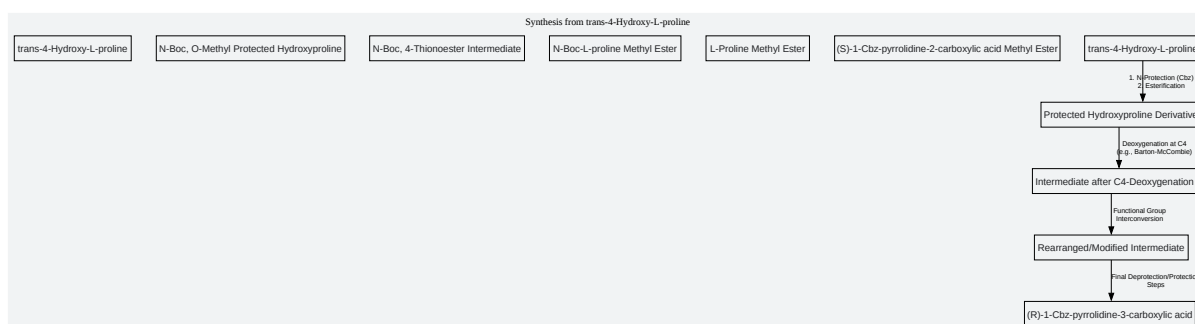 Synthesis from trans-4-Hydroxy-L-proline
trans-4-Hydroxy-L-proline
N-Boc, O-Methyl Protected Hydroxyproline
N-Boc, 4-Thionoester Intermediate
N-Boc-L-proline Methyl Ester
L-Proline Methyl Ester
(S)-1-Cbz-pyrrolidine-2-carboxylic acid Methyl Ester
trans-4-Hydroxy-L-proline
1. N-Protection (Cbz)
2. Esterification
Protected Hydroxyproline Derivative
Deoxygenation at C4
(e.g., Barton-McCombie)
Intermediate after C4-Deoxygenation
Functional Group
Interconversion
Rearranged/Modified Intermediate
Final Deprotection/Protectio
Steps
(R)-1-Cbz-pyrrolidine-3-carboxylic acid